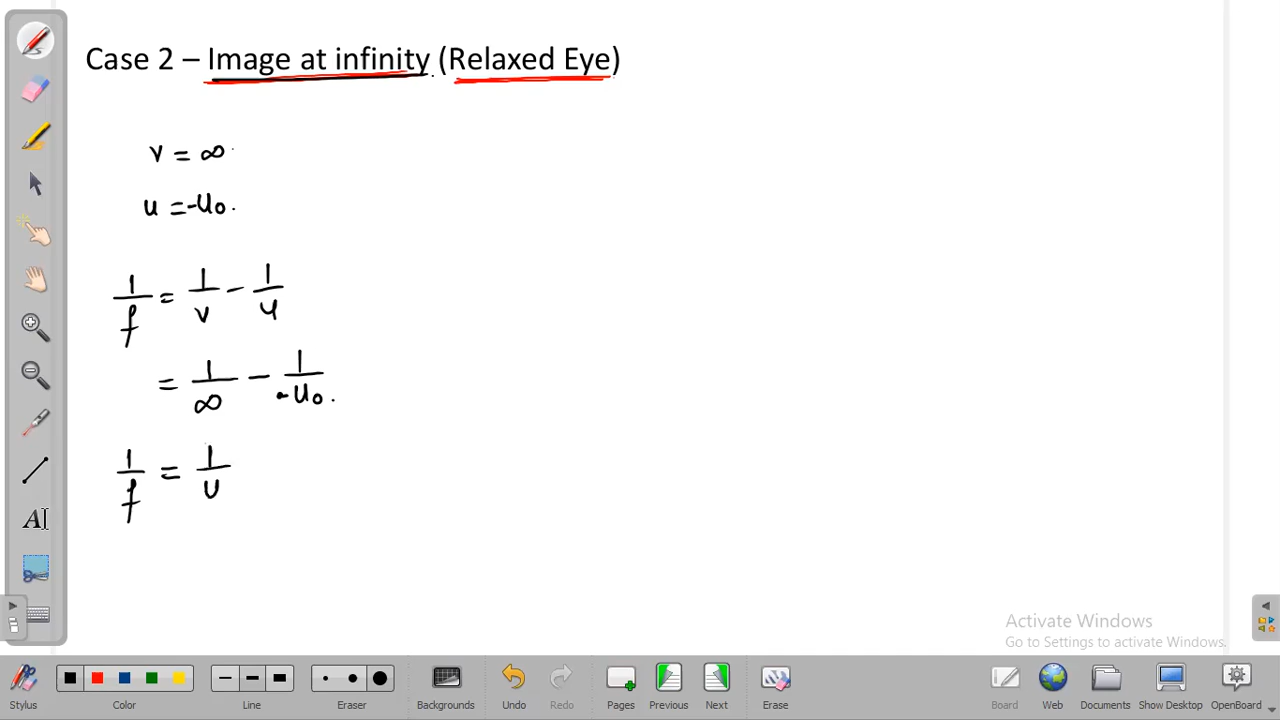 Case 2 – Image at infinity (Relaxed Eye)
v = ∞
u = -u₀.
1/f = 1/v - 1/u
= 1/∞ - 1/-u₀.
1/f = 1/u
A
Activate Windows
Go to Settings to activate Windows.
Stylus Color Line Eraser Backgrounds Undo Redo Pages Previous Next Erase Board Web Documents Show Desktop OpenBoard